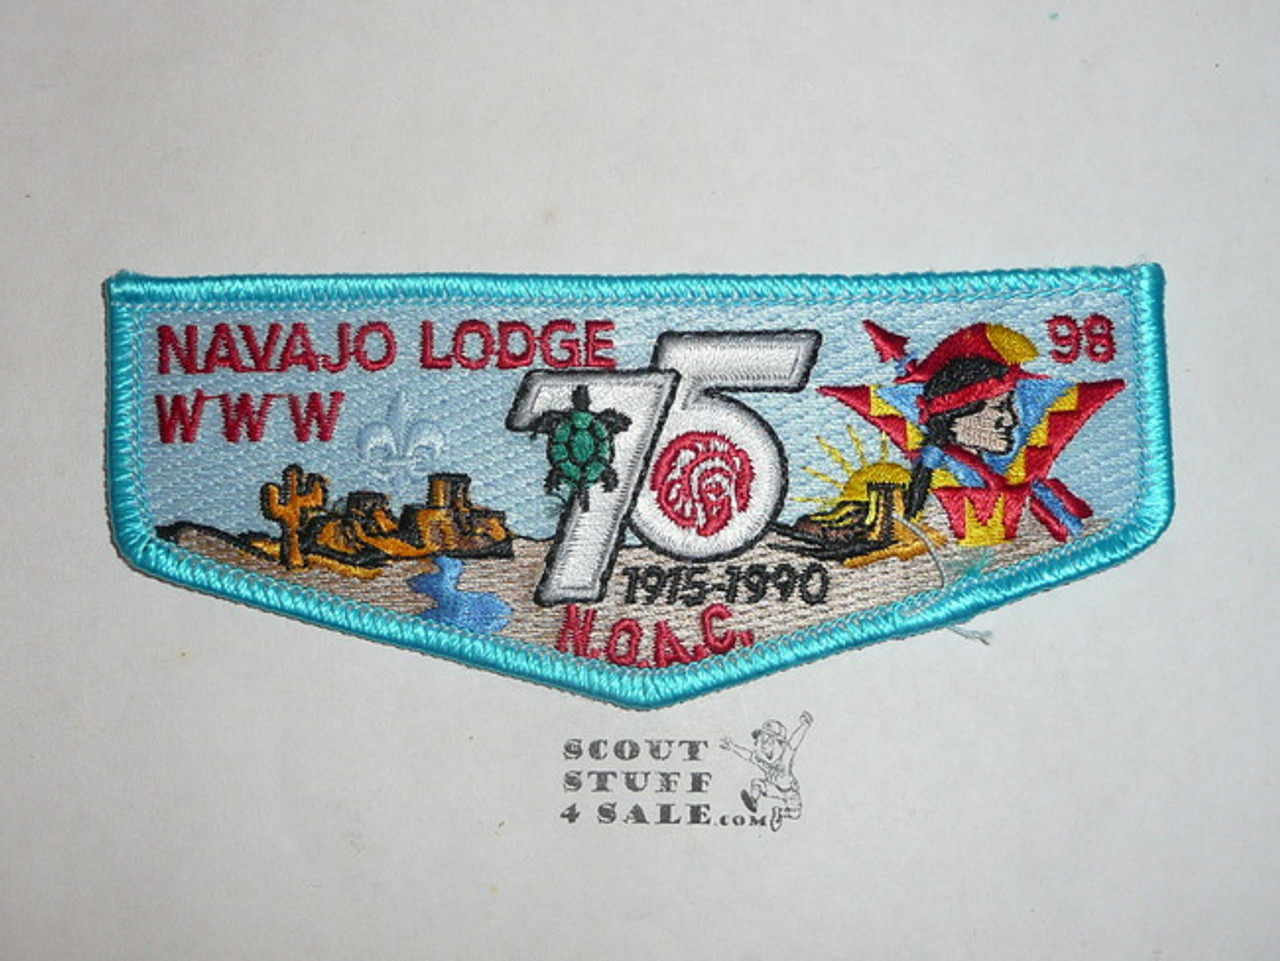 NAVAJO LODGE 98
WWW
75
1915-1990
N.O.A.C.
SCOUT
STUFF
4 SALE.COM